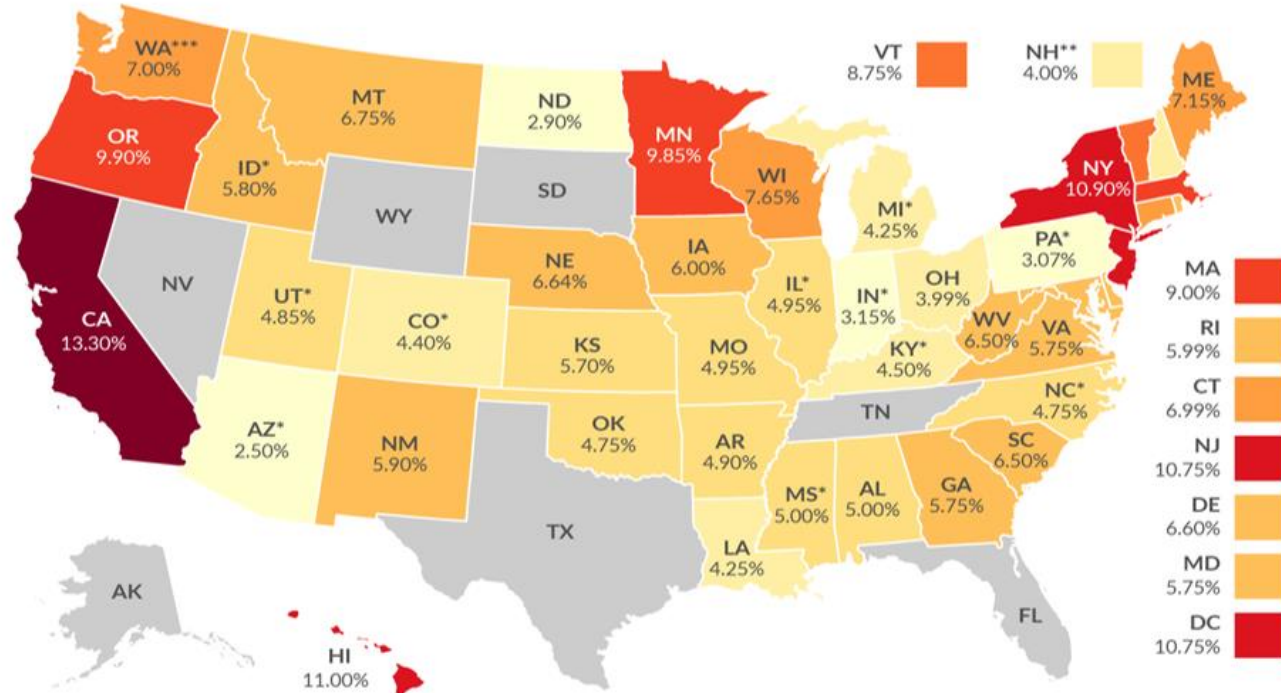 WA***
7.00%
OR
9.90%
CA
13.30%
NV
ID*
5.80%
MT
6.75%
WY
UT*
4.85%
AZ*
2.50%
CO*
4.40%
NM
5.90%
ND
2.90%
SD
NE
6.64%
KS
5.70%
OK
4.75%
TX
MN
9.85%
IA
6.00%
MO
4.95%
AR
4.90%
LA
4.25%
WI
7.65%
IL*
4.95%
MI*
4.25%
IN*
3.15%
OH
3.99%
KY*
4.50%
TN
MS*
5.00%
AL
5.00%
GA
5.75%
FL
SC
6.50%
NC*
4.75%
VA
5.75%
WV
6.50%
PA*
3.07%
NY
10.90%
VT
8.75%
NH**
4.00%
ME
7.15%
MA
9.00%
RI
5.99%
CT
6.99%
NJ
10.75%
DE
6.60%
MD
5.75%
DC
10.75%
AK
HI
11.00%